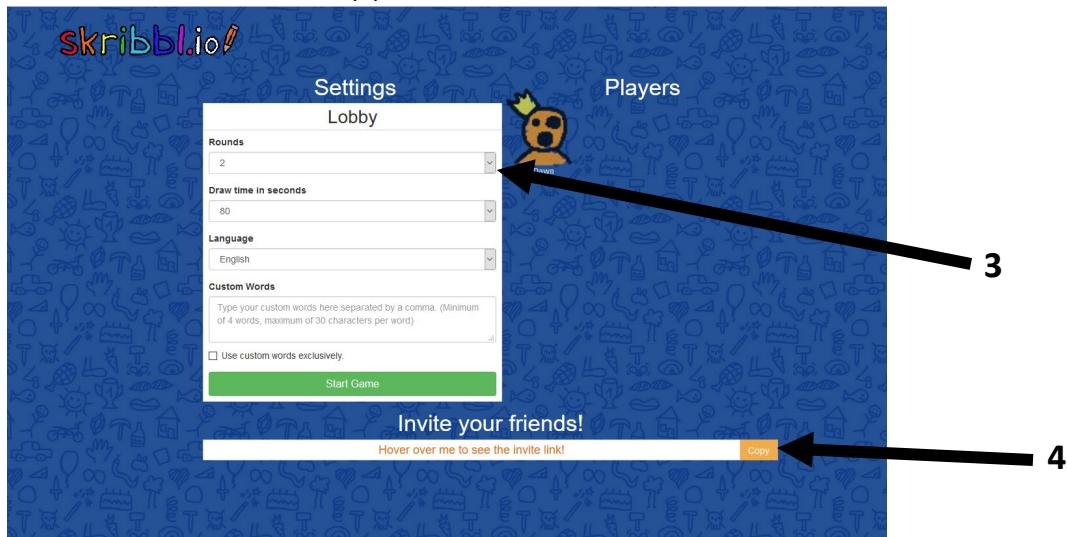 skribbl.io
Settings
Players
Lobby
Rounds
2
Dawn
Draw time in seconds
80
Language
English
3
Custom Words
Type your custom words here separated by a comma. (Minimum
of 4 words, maximum of 30 characters per word)
Use custom words exclusively.
Start Game
Invite your friends!
Hover over me to see the invite link!
Copy
4